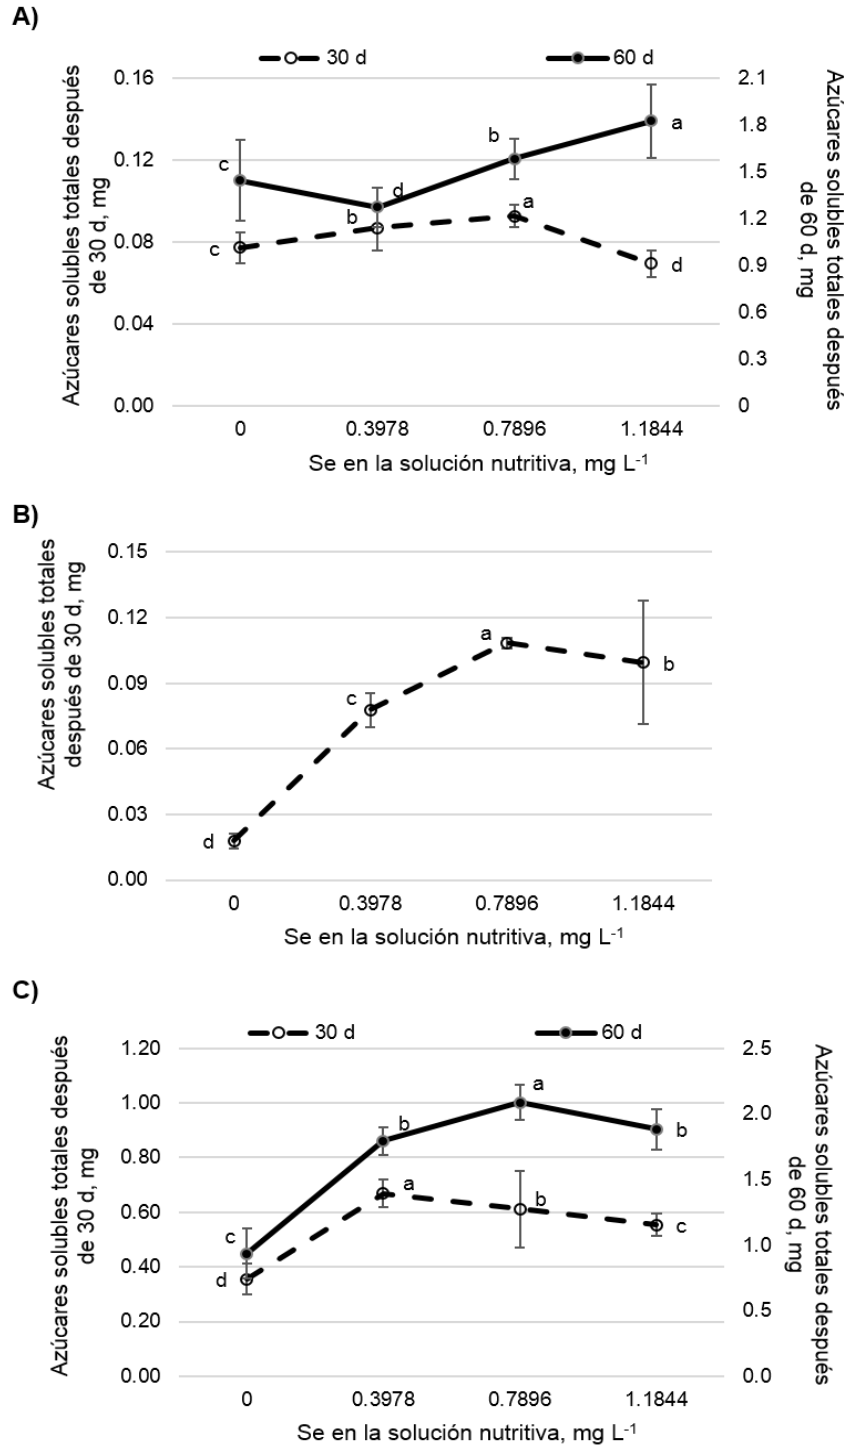 A)
30 d
60 d
Azúcares solubles totales después
de 30 d, mg
0.16
0.12
0.08
0.04
0.00
2.1
1.8
1.5
1.2
0.9
0.6
0.3
0
Azúcares solubles totales después
de 60 d, mg
c
d
b
a
c
b
a
d
0
0.3978
0.7896
1.1844
Se en la solución nutritiva, mg L⁻¹
B)
Azúcares solubles totales
después de 30 d, mg
0.15
0.12
0.09
0.06
0.03
0.00
d
c
a
b
0
0.3978
0.7896
1.1844
Se en la solución nutritiva, mg L⁻¹
C)
30 d
60 d
Azúcares solubles totales después
de 30 d, mg
1.20
1.00
0.80
0.60
0.40
0.20
0.00
2.5
2.0
1.5
1.0
0.5
0.0
Azúcares solubles totales después
de 60 d, mg
c
b
a
b
d
a
b
c
0
0.3978
0.7896
1.1844
Se en la solución nutritiva, mg L⁻¹